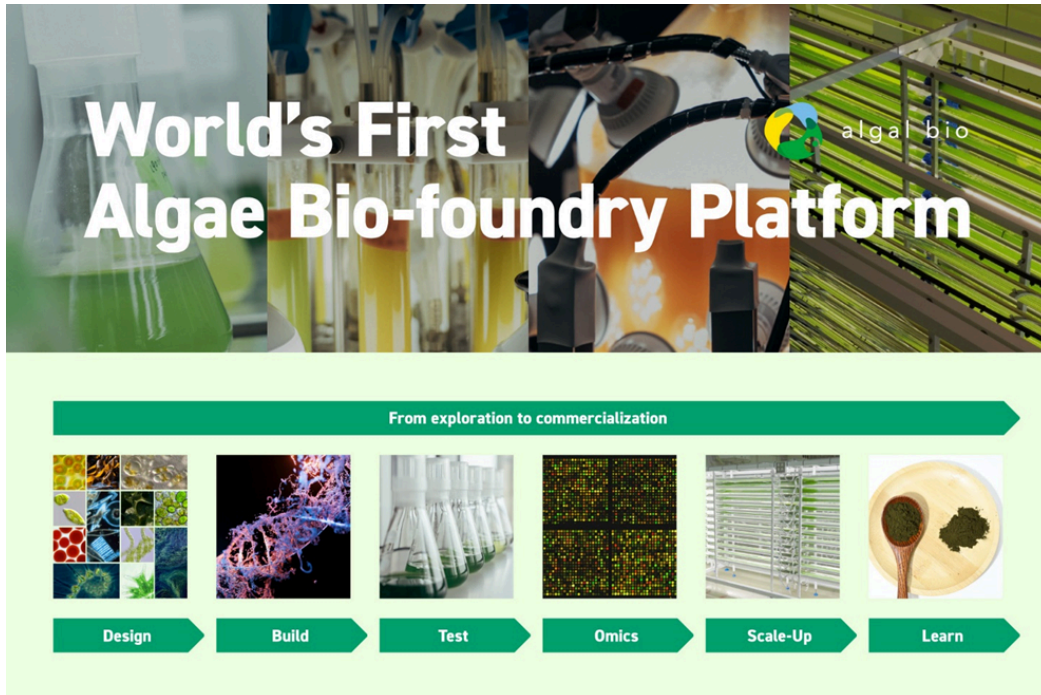 World's First
algal bio
Algae Bio-foundry Platform
From exploration to commercialization
Design
Build
Test
Omics
Scale-Up
Learn